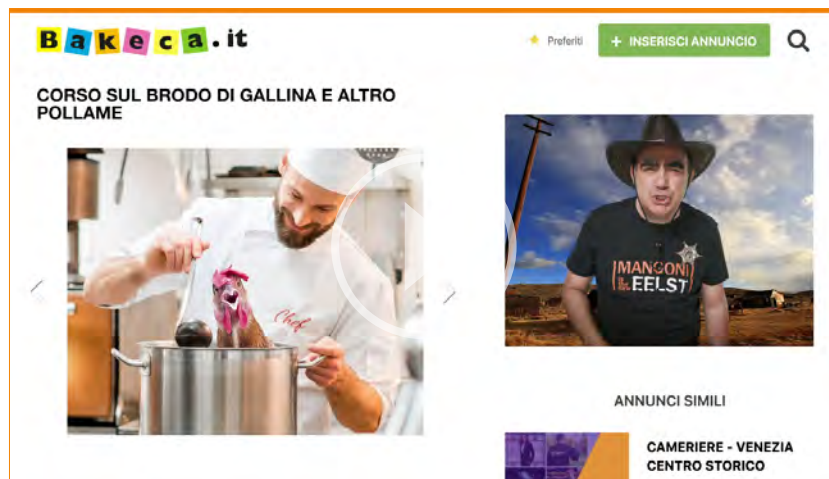 Bakeca.it
Preferiti
+ INSERISCI ANNUNCIO
CORSO SUL BRODO DI GALLINA E ALTRO
POLLAME
Chef
MANGONI
EELST
ANNUNCI SIMILI
CAMERIERE - VENEZIA
CENTRO STORICO